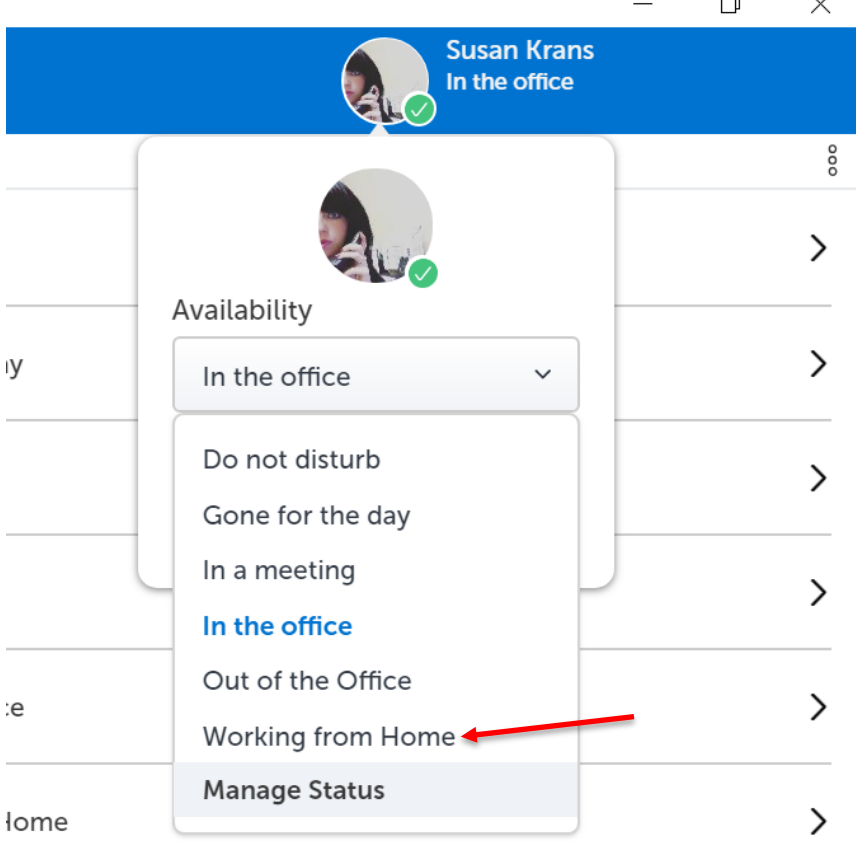 Susan Krans
In the office
Availability
In the office
Do not disturb
Gone for the day
In a meeting
In the office
Out of the Office
Working from Home
Manage Status